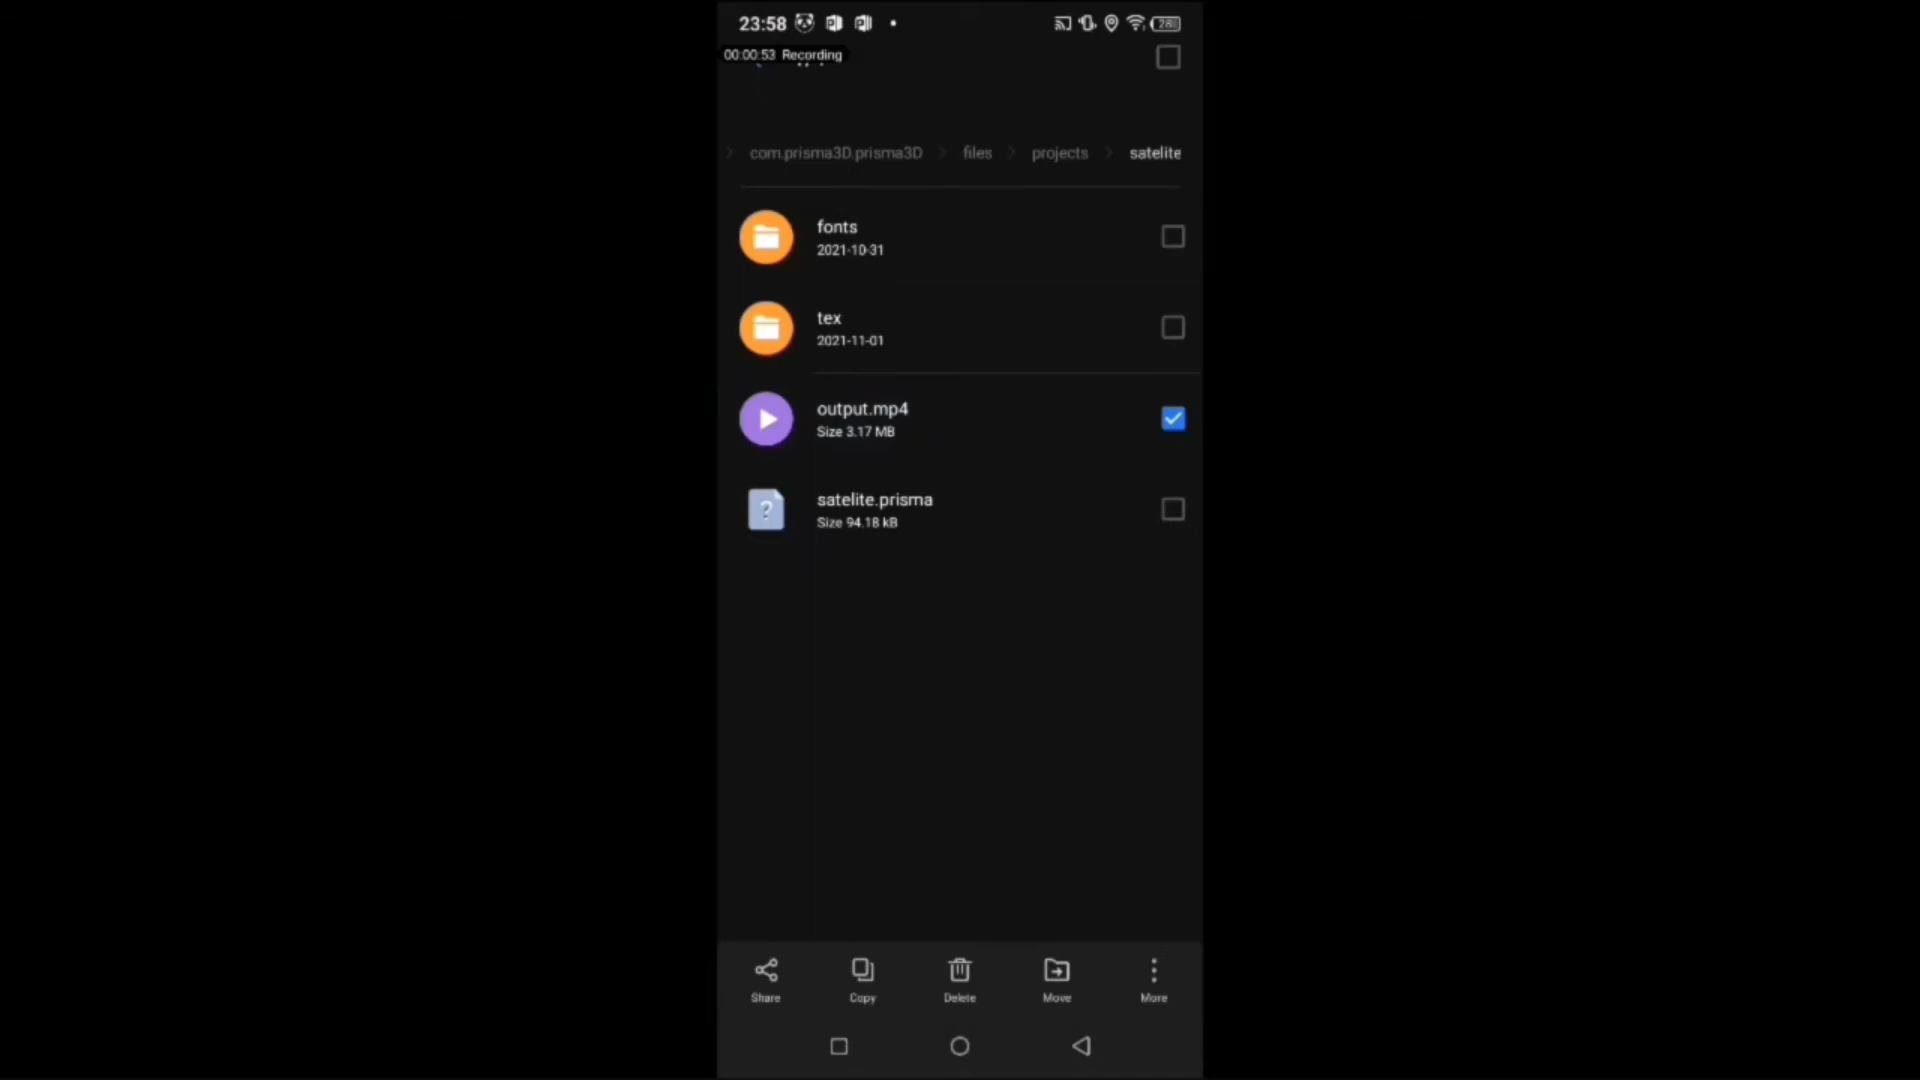 23:58
28
00:00:53 Recording
com.prisma3D.prisma3D > files > projects > satelite
fonts
2021-10-31
tex
2021-11-01
output.mp4
Size 3.17 MB
satelite.prisma
Size 94.18 kB
Share
Copy
Delete
Move
More